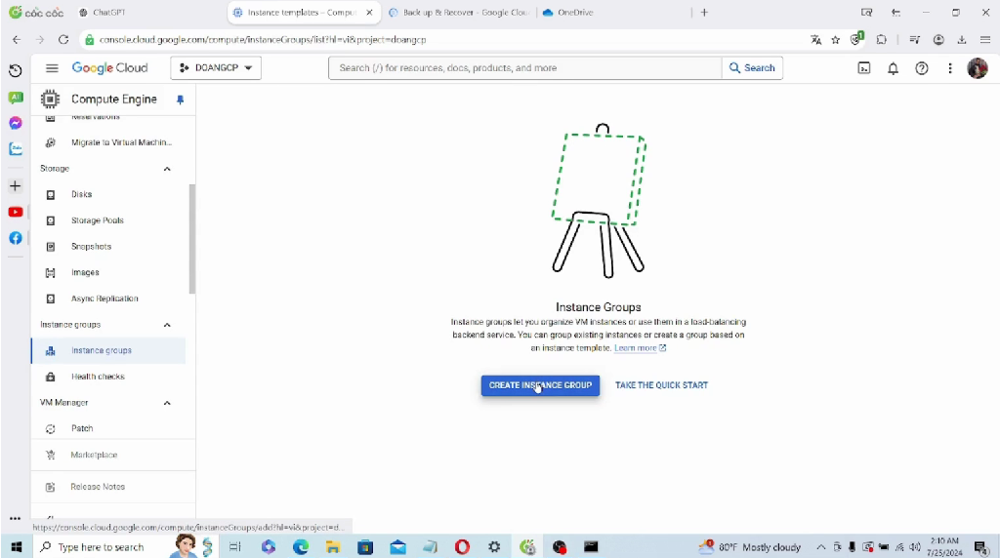 cốc cốc
ChatGPT
Instance templates – Compu
Back up & Recover - Google Clou
OneDrive
console.cloud.google.com/compute/instanceGroups/list?hl=vi&project=doangcp
Google Cloud
DOANGCP
Search (/) for resources, docs, products, and more
Search
Compute Engine
Reservations
Migrate to Virtual Machin...
Storage
Disks
Storage Pools
Snapshots
Images
Async Replication
Instance groups
Instance groups
Health checks
VM Manager
Patch
Marketplace
Release Notes
Instance Groups
Instance groups let you organize VM instances or use them in a load-balancing
backend service. You can group existing instances or create a group based on
an instance template. Learn more
CREATE INSTANCE GROUP
TAKE THE QUICK START
https://console.cloud.google.com/compute/instanceGroups/add?hl=vi&project=d...
Type here to search
80°F Mostly cloudy
2:10 AM
7/25/2024